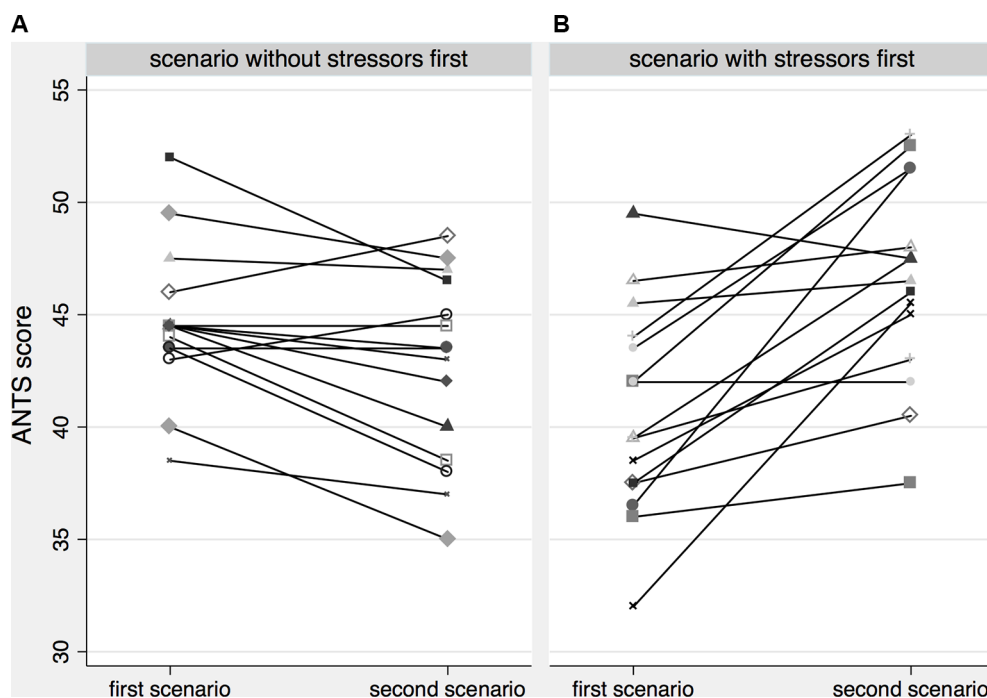 A
B
scenario without stressors first
scenario with stressors first
ANTS score
55
50
45
40
35
30
first scenario
second scenario
first scenario
second scenario